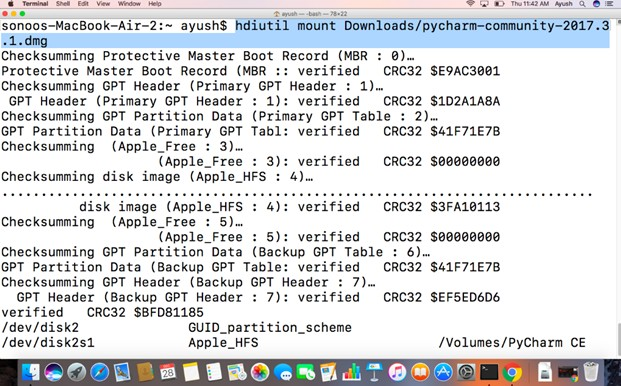 Terminal Shell Edit View Window Help
Thu 11:42 AM Ayush
ayush — -bash — 78×22
sonoos-MacBook-Air-2:~ ayush$ hdiutil mount Downloads/pycharm-community-2017.3
.1.dmg
Checksumming Protective Master Boot Record (MBR : 0)…
Protective Master Boot Record (MBR :: verified CRC32 $E9AC3001
Checksumming GPT Header (Primary GPT Header : 1)…
GPT Header (Primary GPT Header : 1): verified CRC32 $1D2A1A8A
Checksumming GPT Partition Data (Primary GPT Table : 2)…
GPT Partition Data (Primary GPT Tabl: verified CRC32 $41F71E7B
Checksumming (Apple_Free : 3)…
(Apple_Free : 3): verified CRC32 $00000000
Checksumming disk image (Apple_HFS : 4)…
..........................................................................
disk image (Apple_HFS : 4): verified CRC32 $3FA10113
Checksumming (Apple_Free : 5)…
(Apple_Free : 5): verified CRC32 $00000000
Checksumming GPT Partition Data (Backup GPT Table : 6)…
GPT Partition Data (Backup GPT Table: verified CRC32 $41F71E7B
Checksumming GPT Header (Backup GPT Header : 7)…
GPT Header (Backup GPT Header : 7): verified CRC32 $EF5ED6D6
verified CRC32 $BFD81185
/dev/disk2 GUID_partition_scheme
/dev/disk2s1 Apple_HFS /Volumes/PyCharm CE
28